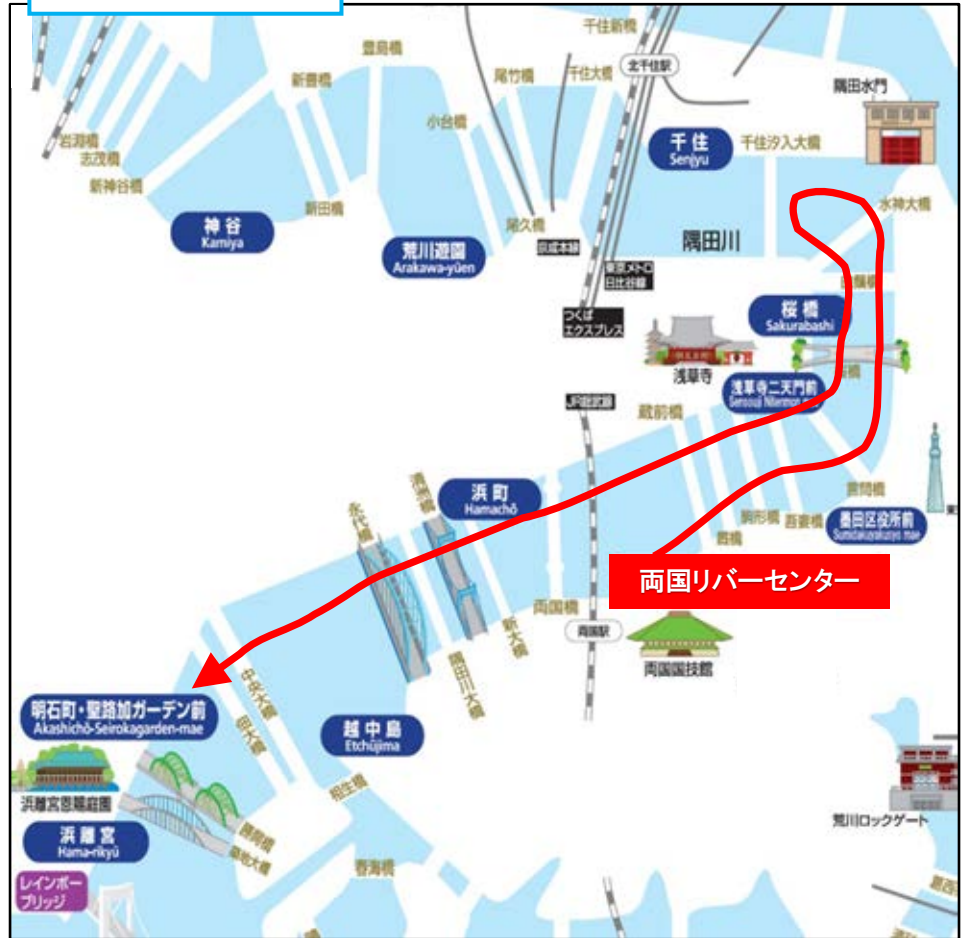 千住新橋
豊島橋
新豊橋
尾竹橋
千住大橋
北千住駅
隅田水門
小台橋
岩淵橋
志茂橋
新神谷橋
千住
Senjyu
千住汐入大橋
新田橋
神谷
Kamiya
水神大橋
尾久橋
荒川遊園
Arakawa-yūen
京成本線
隅田川
東京メトロ
日比谷線
桜橋
Sakurabashi
つくば
エクスプレス
浅草寺
浅草寺二天門前
JR総武線
蔵前橋
浜町
Hamachō
清洲橋
永代橋
言問橋
駒形橋
吾妻橋
厩橋
墨田区役所前
両国リバーセンター
両国橋
新大橋
両国駅
隅田川大橋
両国国技館
中央大橋
佃大橋
明石町・聖路加ガーデン前
Akashichō-Seirokagarden-mae
越中島
Etchūjima
相生橋
浜離宮恩賜庭園
勝鬨橋
築地大橋
浜離宮
Hama-rikyū
荒川ロックゲート
春海橋
レインボー
ブリッジ